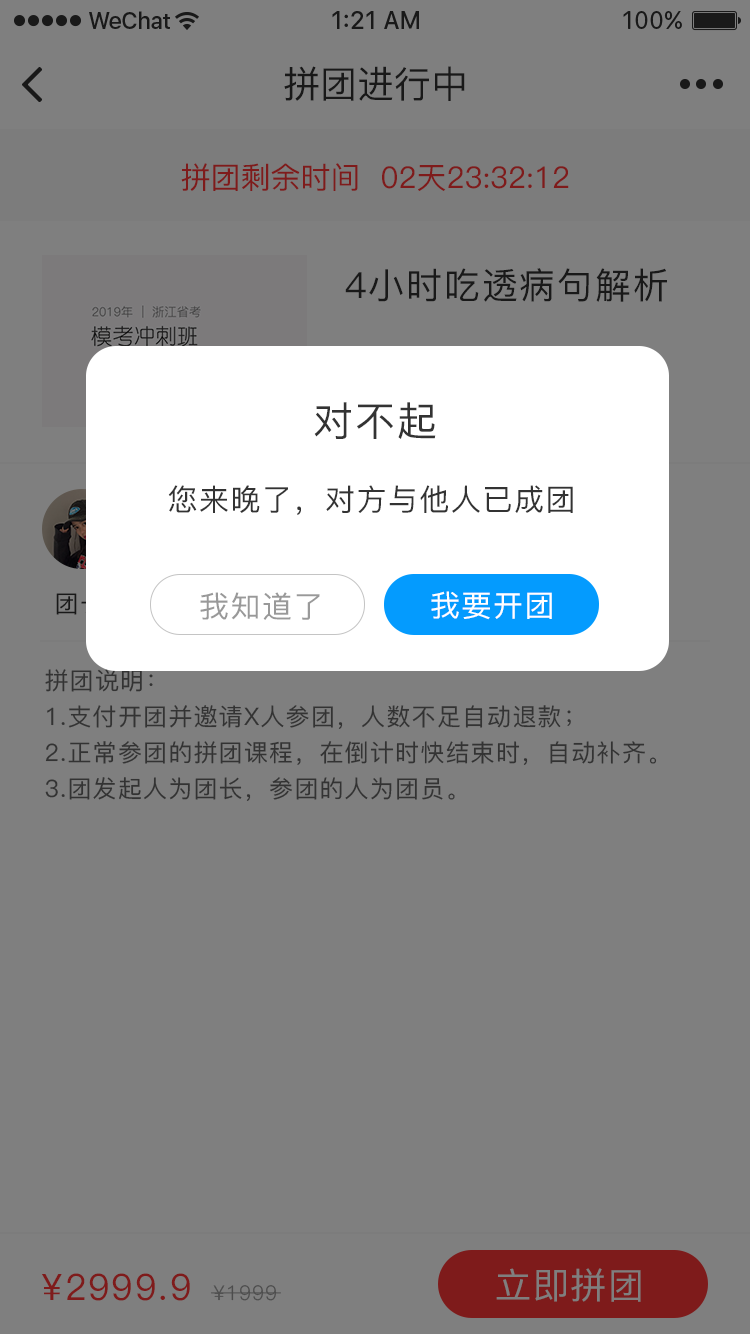 WeChat 1:21 AM 100%
拼团进行中
拼团剩余时间 02天23:32:12
2019年 | 浙江省考
模考冲刺班
4小时吃透病句解析
对不起
您来晚了，对方与他人已成团
我知道了 我要开团
团
拼团说明：
1.支付开团并邀请X人参团，人数不足自动退款；
2.正常参团的拼团课程，在倒计时快结束时，自动补齐。
3.团发起人为团长，参团的人为团员。
¥2999.9 ¥1999 立即拼团